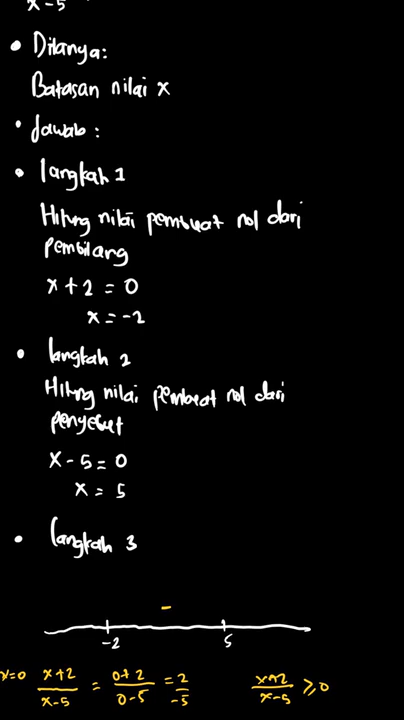 x-5
• Ditanya:
Batasan nilai x
• Jawab:
• langkah 1
Hitung nilai pembuat nol dari
pembilang
x+2=0
x=-2
• langkah 2
Hitung nilai pembuat nol dari
penyebut
x-5=0
x=5
• langkah 3
-
-2 5
x=0 x+2/x-5 = 0+2/0-5 = 2/-5 x+2/x-5 ≥ 0